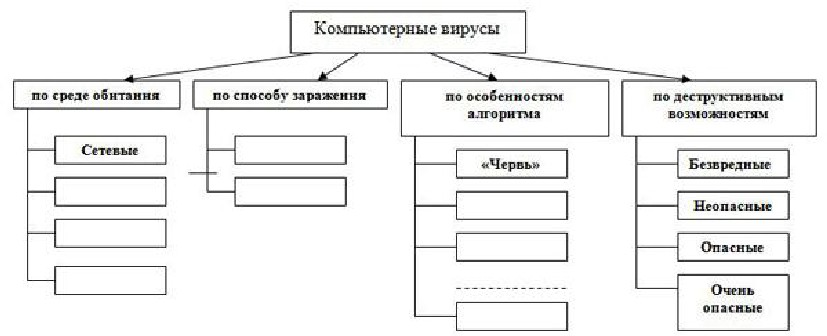 Компьютерные вирусы
по среде обитания
по способу заражения
по особенностям
алгоритма
по деструктивным
возможностям
Сетевые
«Червь»
Безвредные
Неопасные
Опасные
Очень
опасные